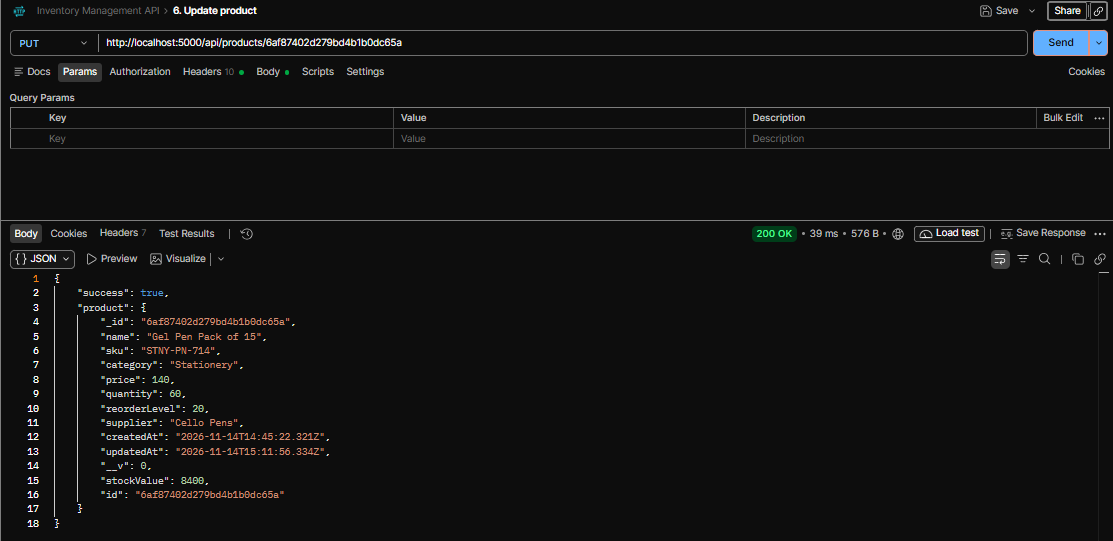 Inventory Management API > 6. Update product Save Share
PUT http://localhost:5000/api/products/6af87402d279bd4b1b0dc65a Send
Docs Params Authorization Headers 10 Body Scripts Settings Cookies
Query Params
Key Value Description Bulk Edit
Key Value Description
Body Cookies Headers 7 Test Results 200 OK • 39 ms • 576 B • Load test e.g. Save Response
{} JSON Preview Visualize
1 {
2 "success": true,
3 "product": {
4 "_id": "6af87402d279bd4b1b0dc65a",
5 "name": "Gel Pen Pack of 15",
6 "sku": "STNY-PN-714",
7 "category": "Stationery",
8 "price": 140,
9 "quantity": 60,
10 "reorderLevel": 20,
11 "supplier": "Cello Pens",
12 "createdAt": "2026-11-14T14:45:22.321Z",
13 "updatedAt": "2026-11-14T15:11:56.334Z",
14 "__v": 0,
15 "stockValue": 8400,
16 "id": "6af87402d279bd4b1b0dc65a"
17 }
18 }